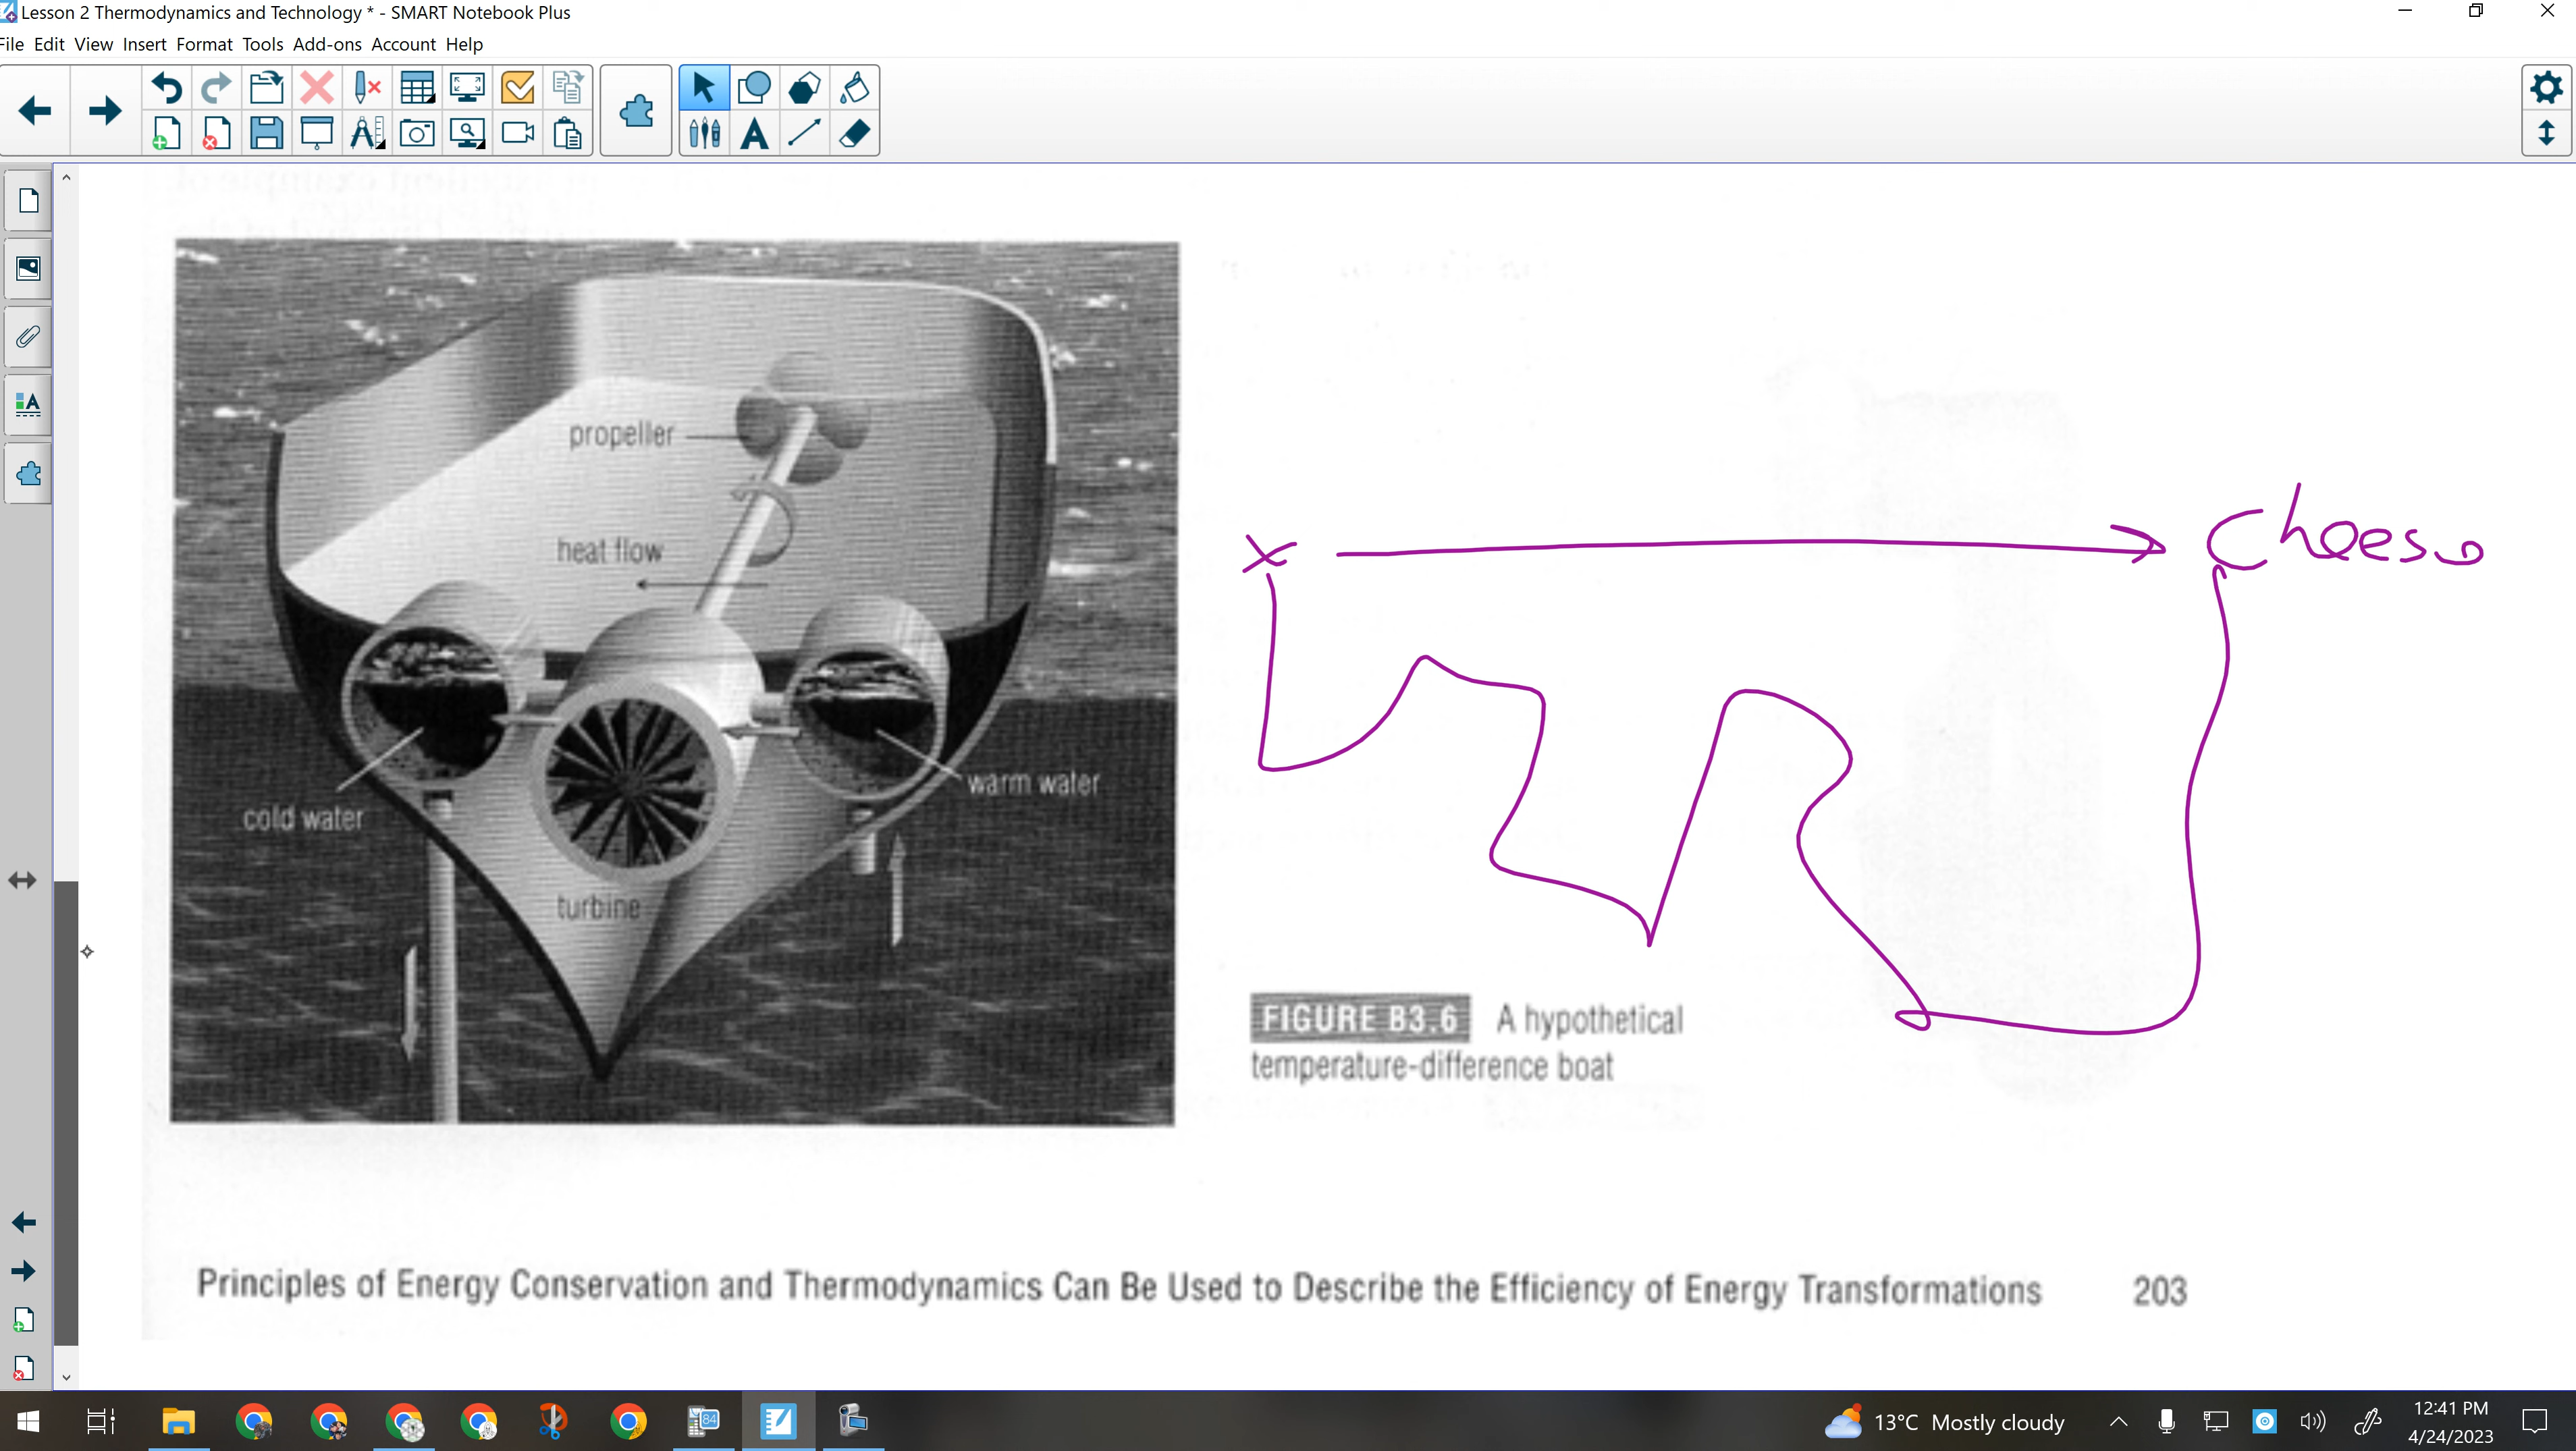 Lesson 2 Thermodynamics and Technology * - SMART Notebook Plus
File Edit View Insert Format Tools Add-ons Account Help
propeller
heat flow
warm water
cold water
turbine
x
Cheese
FIGURE B3.6 A hypothetical
temperature-difference boat
Principles of Energy Conservation and Thermodynamics Can Be Used to Describe the Efficiency of Energy Transformations 203
84
13°C Mostly cloudy
12:41 PM
4/24/2023